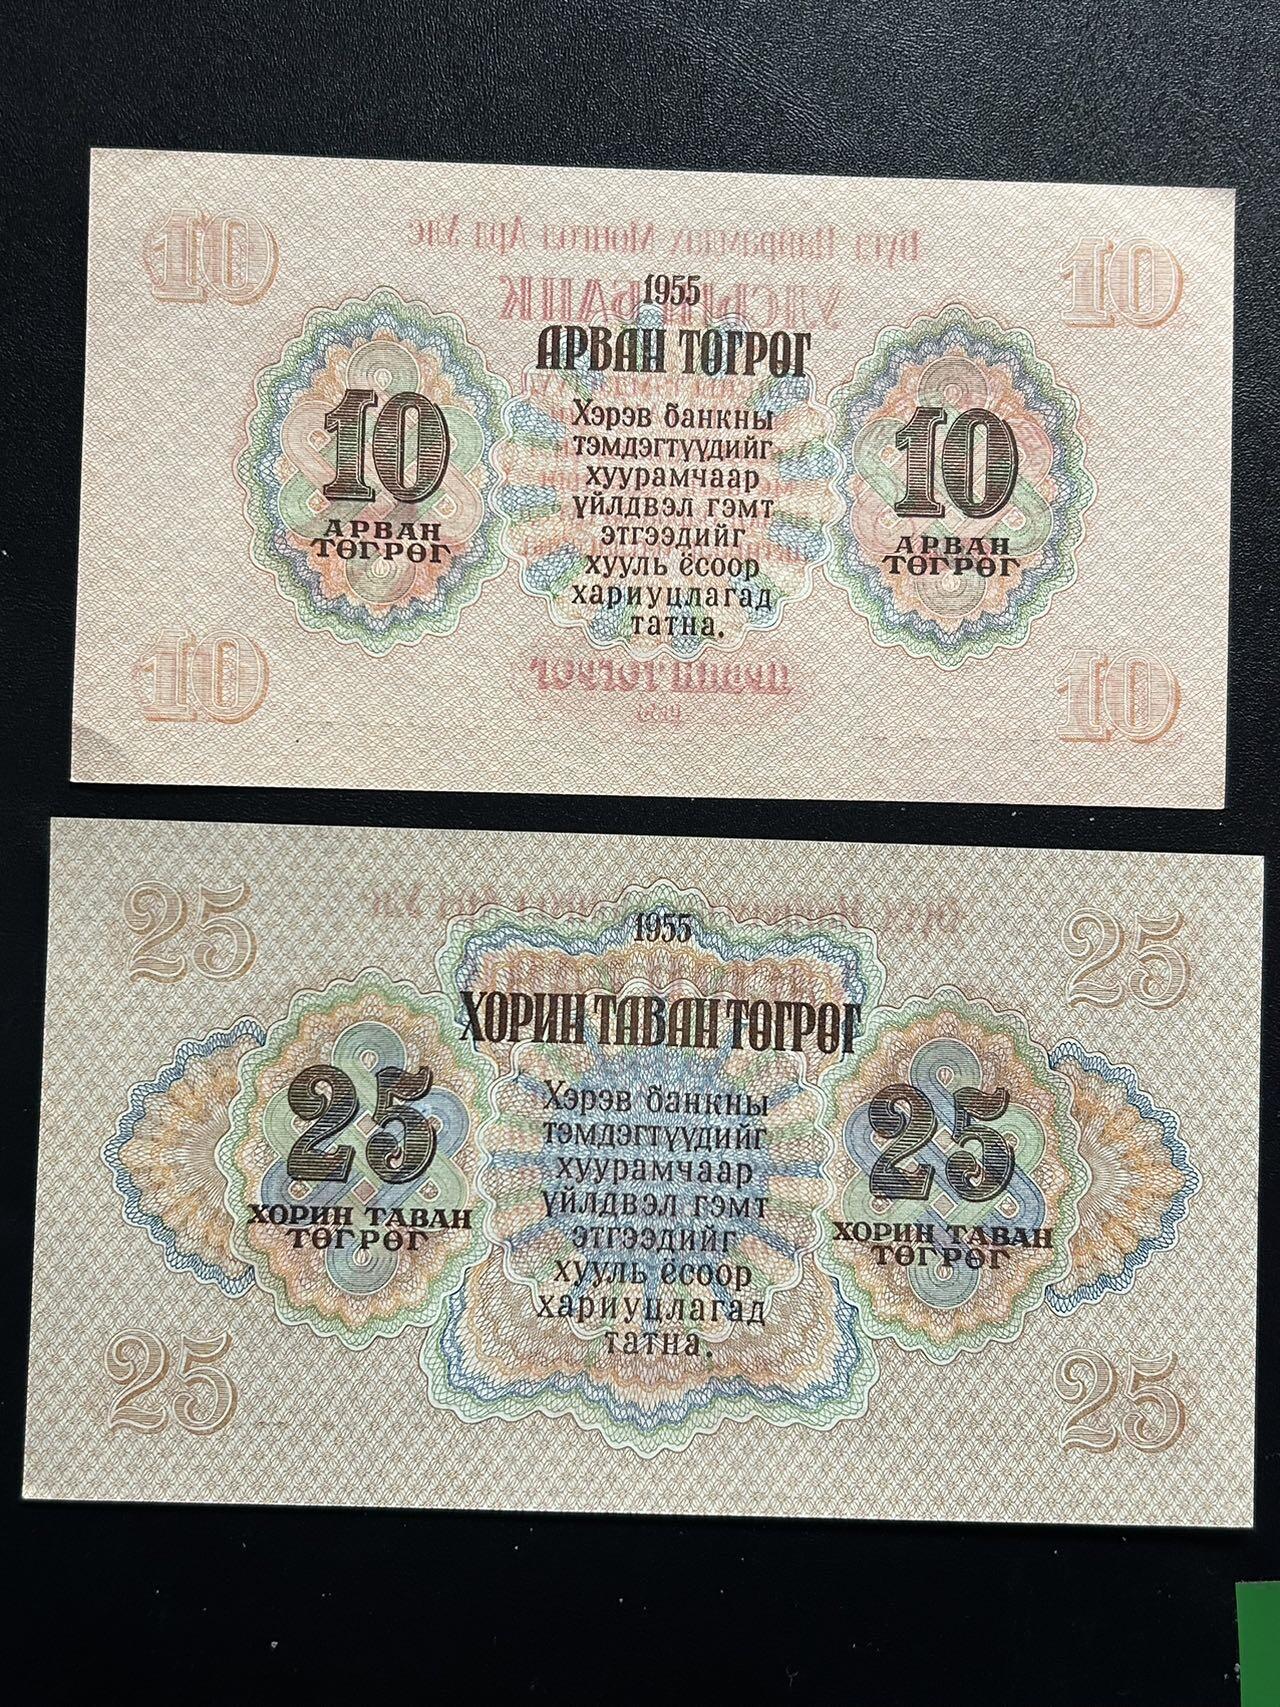 10
10
1955
АРВАН ТӨГРӨГ
Хэрэв банкны
тэмдэгтүүдийг
хуурамчаар
үйлдвэл гэмт
этгээдийг
хууль ёсоор
хариуцлагад
татна.
10
АРВАН
ТӨГРӨГ
10
АРВАН
ТӨГРӨГ
10
10
25
25
1955
ХОРИН ТАВАН ТӨГРӨГ
Хэрэв банкны
тэмдэгтүүдийг
хуурамчаар
үйлдвэл гэмт
этгээдийг
хууль ёсоор
хариуцлагад
татна.
25
ХОРИН ТАВАН
ТӨГРӨГ
25
ХОРИН ТАВАН
ТӨГРӨГ
25
25